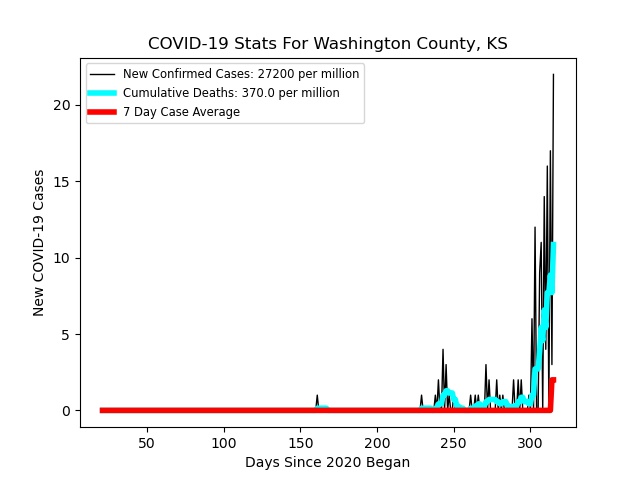 COVID-19 Stats For Washington County, KS
New Confirmed Cases: 27200 per million
Cumulative Deaths: 370.0 per million
7 Day Case Average
New COVID-19 Cases
20
15
10
5
0
50 100 150 200 250 300
Days Since 2020 Began